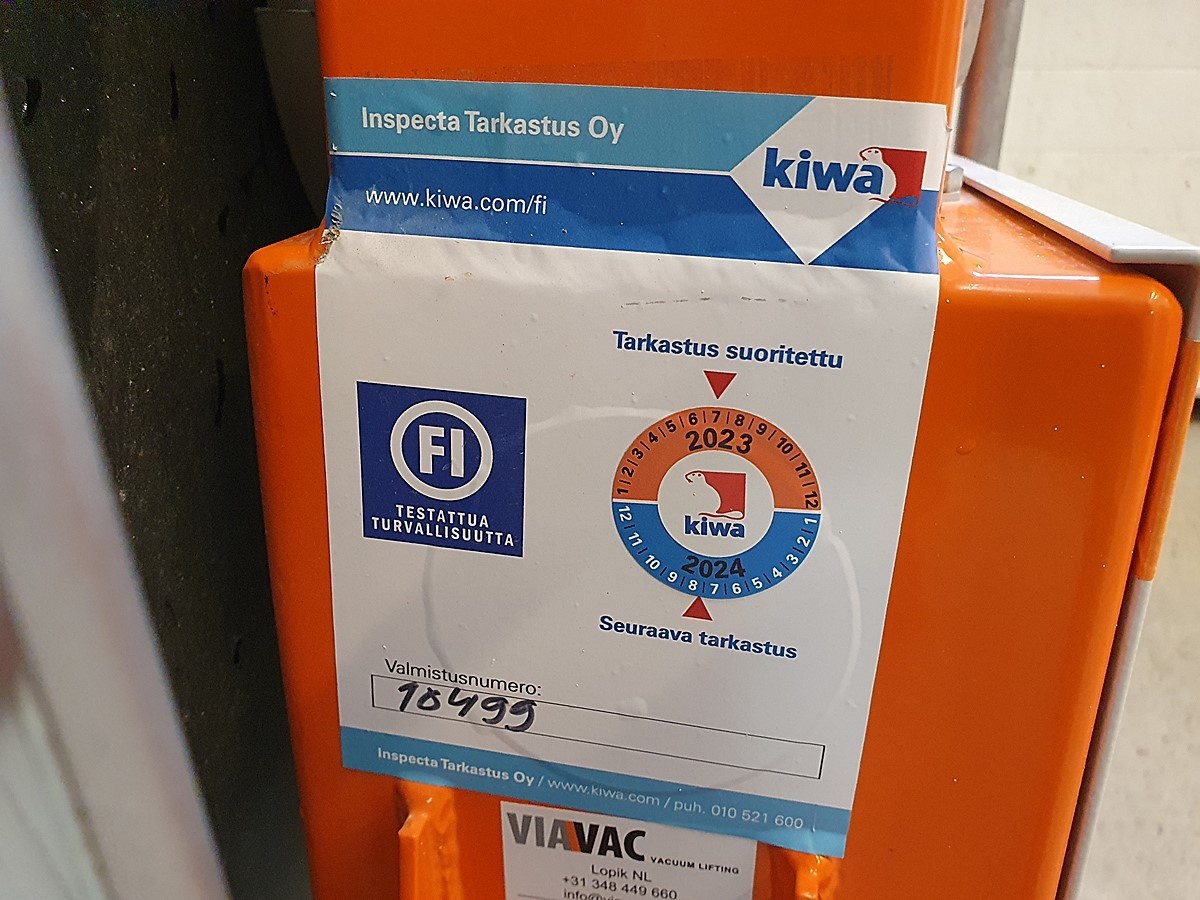 Inspecta Tarkastus Oy
kiwa
www.kiwa.com/fi
Tarkastus suoritettu
1|2|3|4|5|6|7|8|9|10|11|12
2023
kiwa
2024
12|11|10|9|8|7|6|5|4|3|2|1
Seuraava tarkastus
FI
TESTATTUA
TURVALLISUUTTA
Valmistusnumero:
10499
Inspecta Tarkastus Oy / www.kiwa.com / puh. 010 521 600
VIAVAC VACUUM LIFTING
Lopik NL
+31 348 449 660